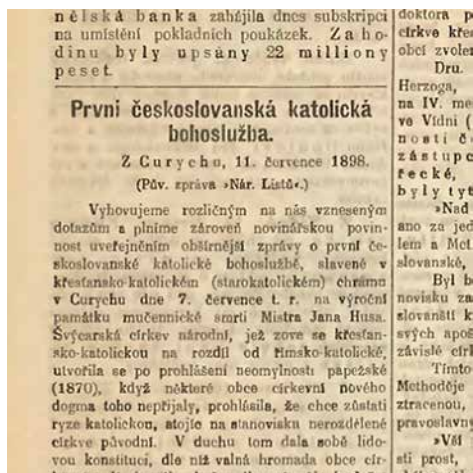 nělská banka zahájila dnes subskripci
na umístění pokladních poukázek. Za ho-
dinu byly upsány 22 milliony
peset.
První československá katolická
bohoslužba.
Z Curychu, 11. července 1898.
(Pův. zpráva »Nár. Listů«.)
Vyhovujeme rozličným na nás vzneseným
dotazům a plníme zároveň novinářskou povin-
nost uveřejněním obšírnější zprávy o první če-
skoslovanské katolické bohoslužbě, slavené v
křesťansko-katolickém (starokatolickém) chrámu
v Curychu dne 7. července t. r. na výroční
památku mučennické smrti Mistra Jana Husa.
Švýcarská církev národní, jež zove se křesťan-
sko-katolickou na rozdíl od římsko-katolické,
utvořila se po prohlášení neomylnosti papežské
(1870), když některé obce církevní nového
dogma toho nepřijaly, prohlásila, že chce zůstati
ryze katolickou, stojíc na stanovisku nerozdělené
církve původní. V duchu tom dala sobě lido-
vou konstituci, dle níž valná hromada obce cír-
doktora
církve
obcí zvolen
Dru.
Herzoga,
na IV.
ve Vídni (
nosti
zástupc
řecké,
byly tyt
»Nad
ano za jed
lem a Met
slovanské,
Byl
novisku za
slovanští k
svých apoš
závislé círk
Tímto
Methoděje
ztracenou,
pravoslavný
»Vší
sti prost,